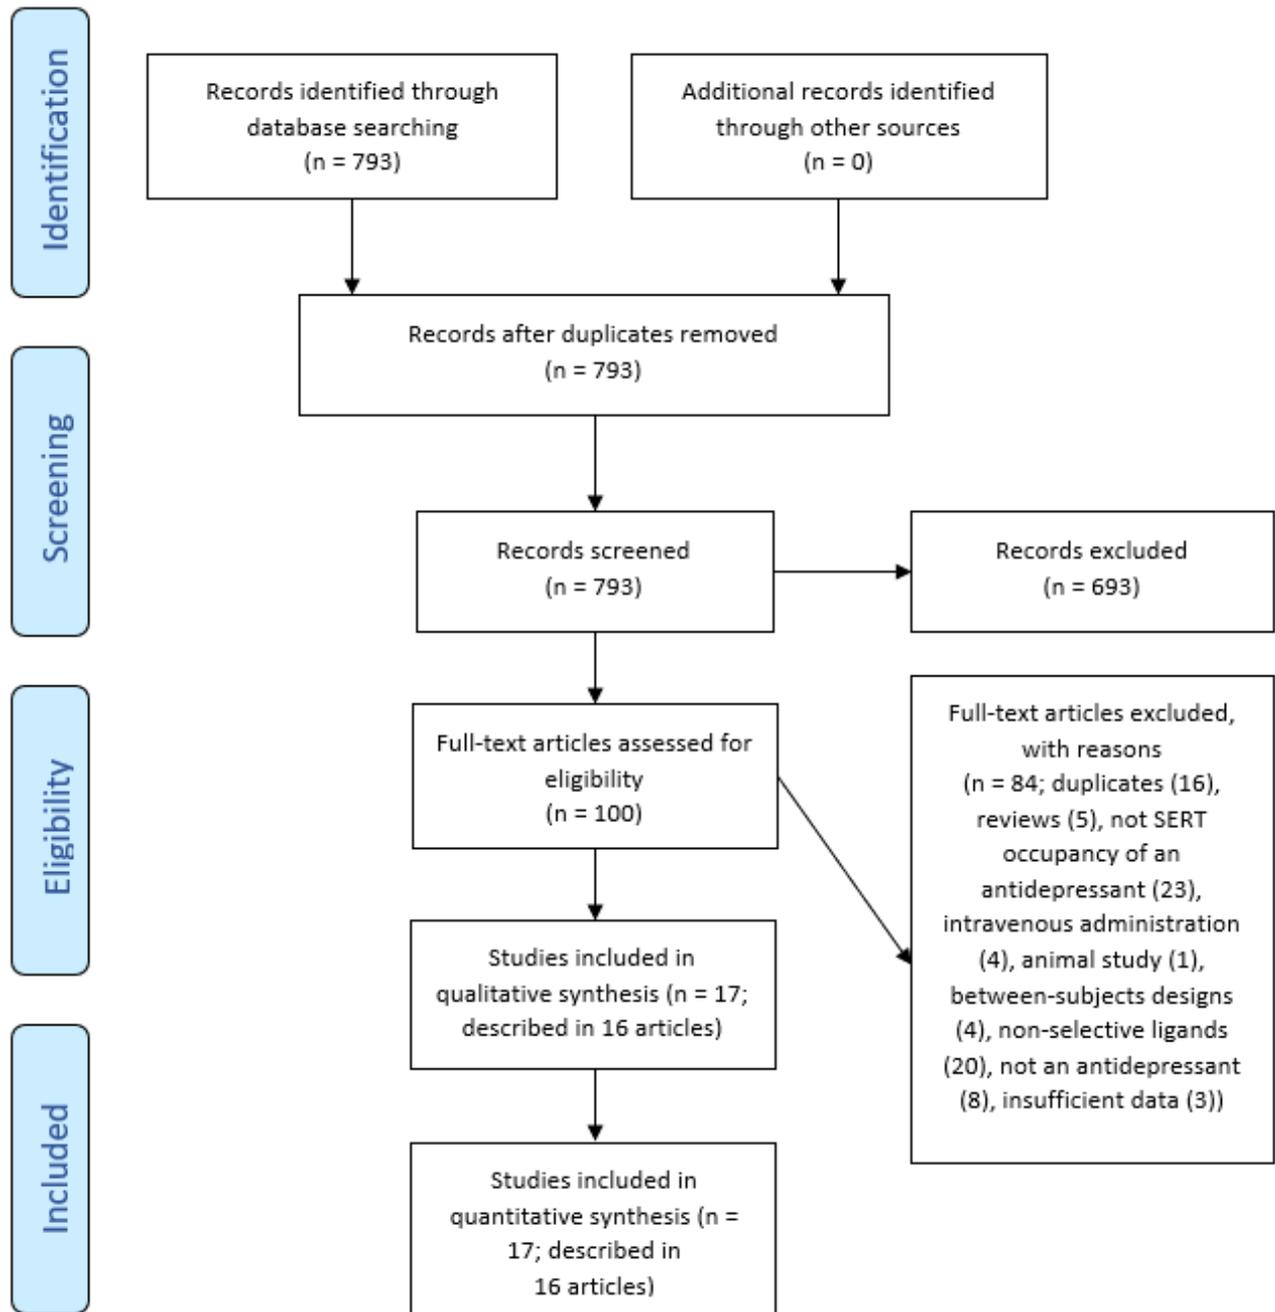 Identification
Records identified through
database searching
(n = 793)
Additional records identified
through other sources
(n = 0)
Records after duplicates removed
(n = 793)
Screening
Records screened
(n = 793)
Records excluded
(n = 693)
Eligibility
Full-text articles assessed for
eligibility
(n = 100)
Full-text articles excluded,
with reasons
(n = 84; duplicates (16),
reviews (5), not SERT
occupancy of an
antidepressant (23),
intravenous administration
(4), animal study (1),
between-subjects designs
(4), non-selective ligands
(20), not an antidepressant
(8), insufficient data (3))
Studies included in
qualitative synthesis (n = 17;
described in 16 articles)
Included
Studies included in
quantitative synthesis (n =
17; described in
16 articles)